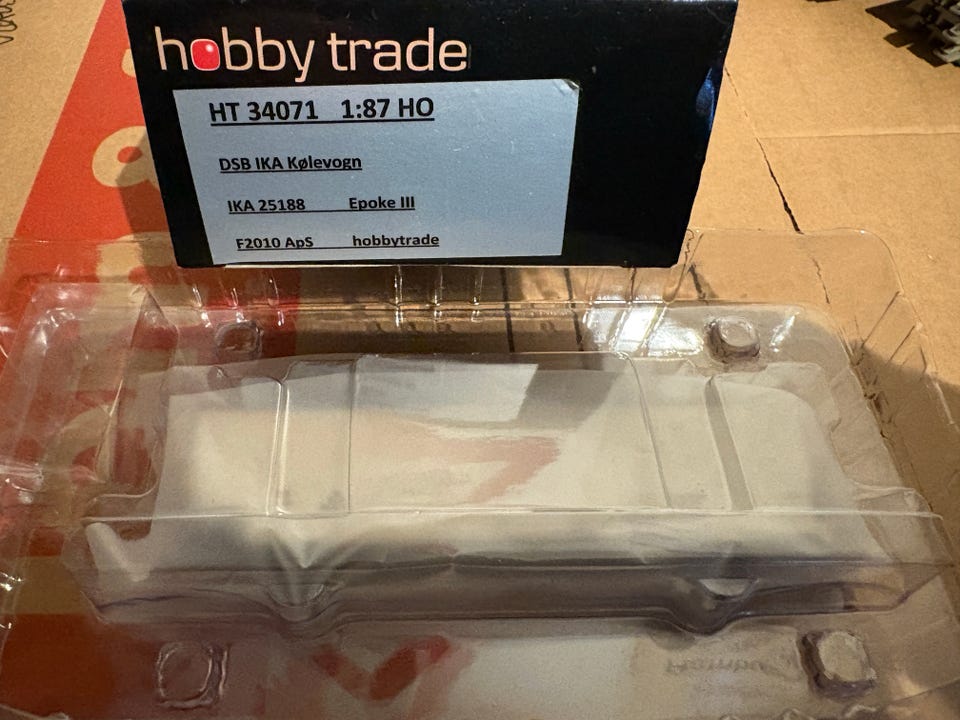 hobby trade
HT 34071 1:87 HO
DSB IKA Kølevogn
IKA 25188 Epoke III
F2010 ApS hobbytrade